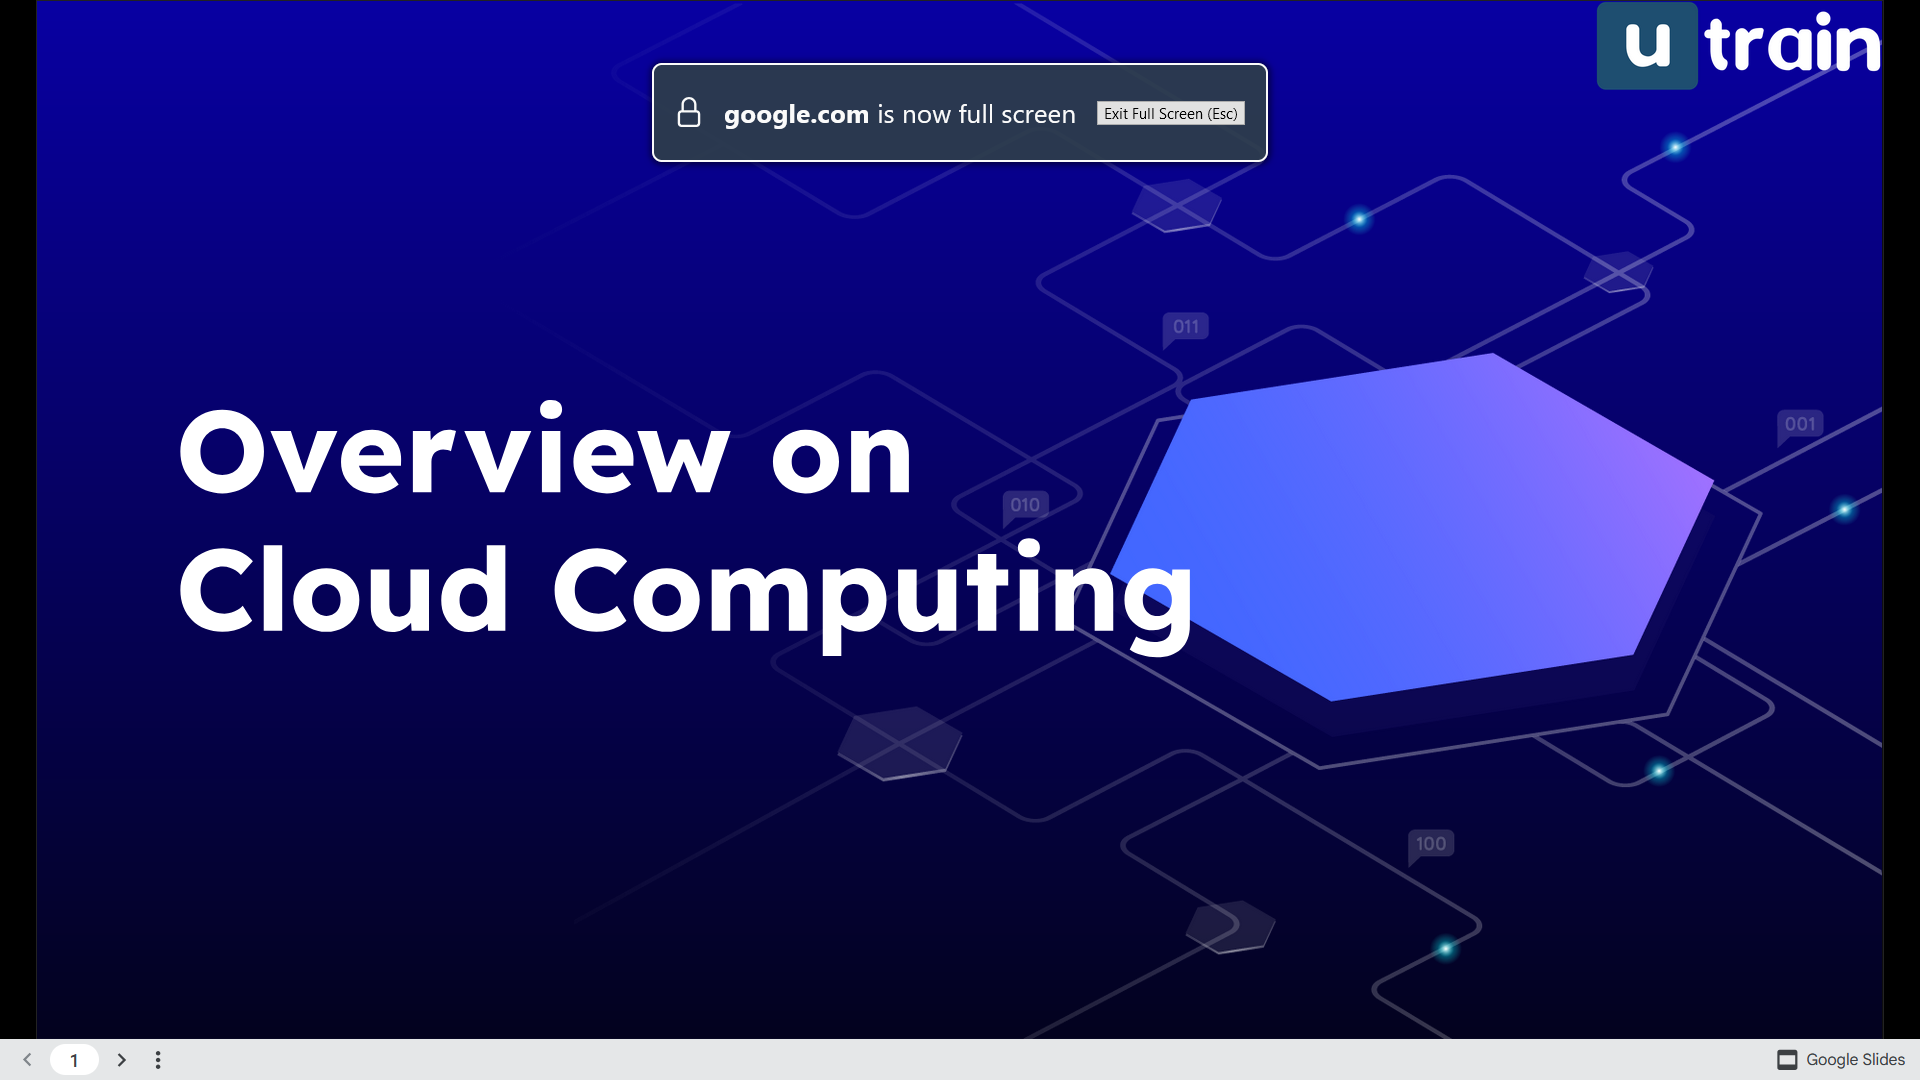 u train
google.com is now full screen Exit Full Screen (Esc)
011
001
Overview on
010
Cloud Computing
100
1
Google Slides